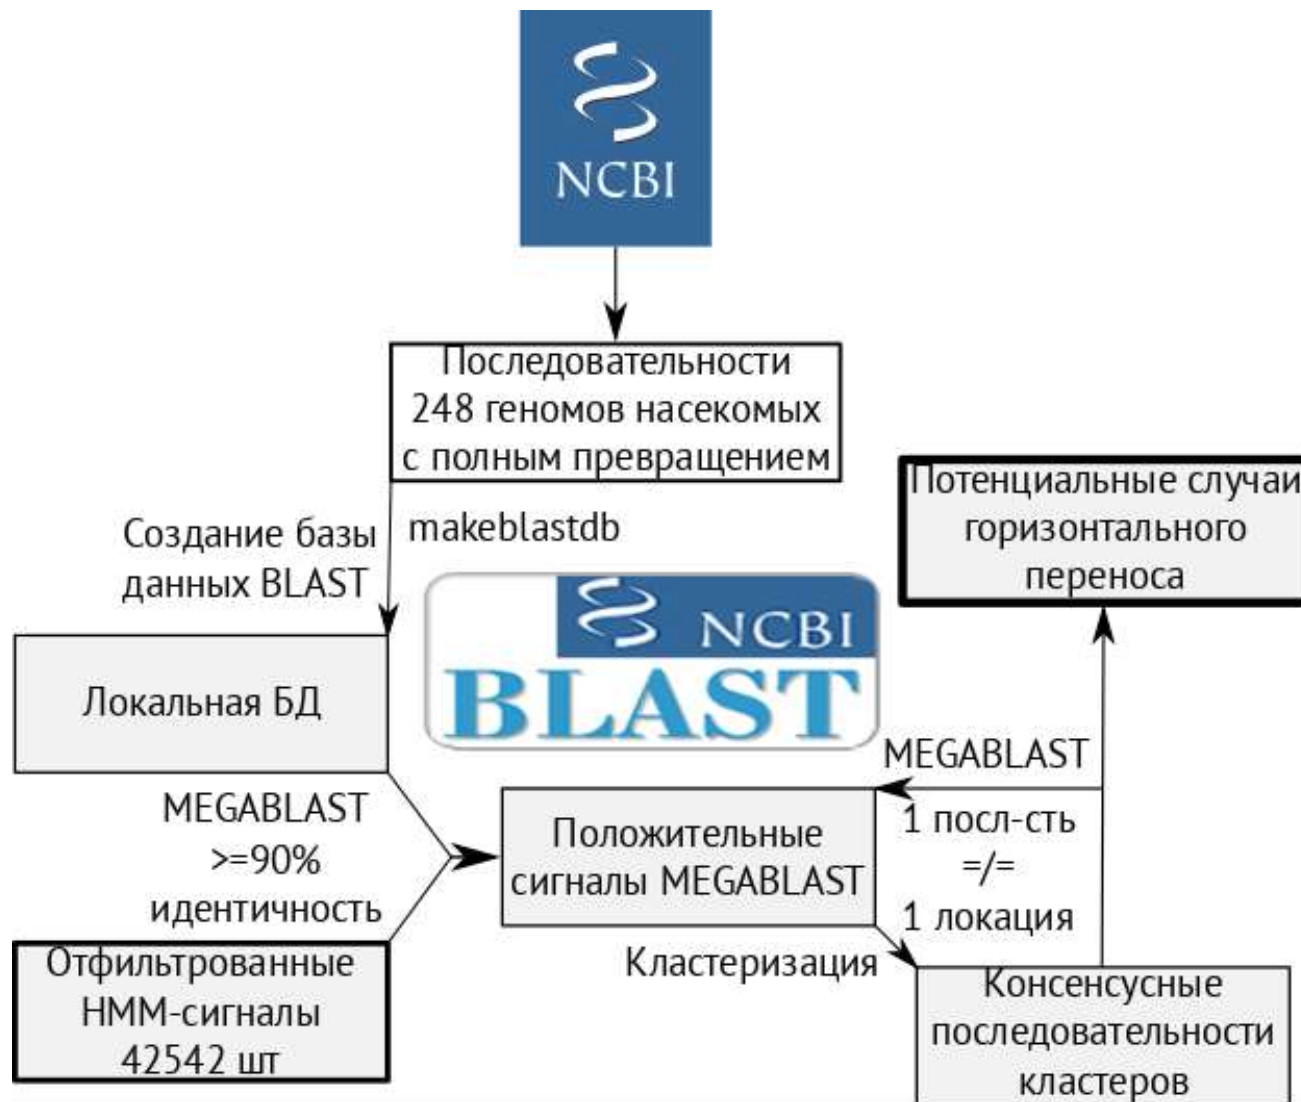 NCBI
Последовательности
248 геномов насекомых
с полным превращением
Создание базы
данных BLAST
makeblastdb
NCBI
BLAST
Потенциальные случаи
горизонтального
переноса
Локальная БД
MEGABLAST
>=90%
идентичность
Отфильтрованные
HMM-сигналы
42542 шт
Положительные
сигналы MEGABLAST
MEGABLAST
1 посл-сть
=/=
1 локация
Кластеризация
Консенсусные
последовательности
кластеров